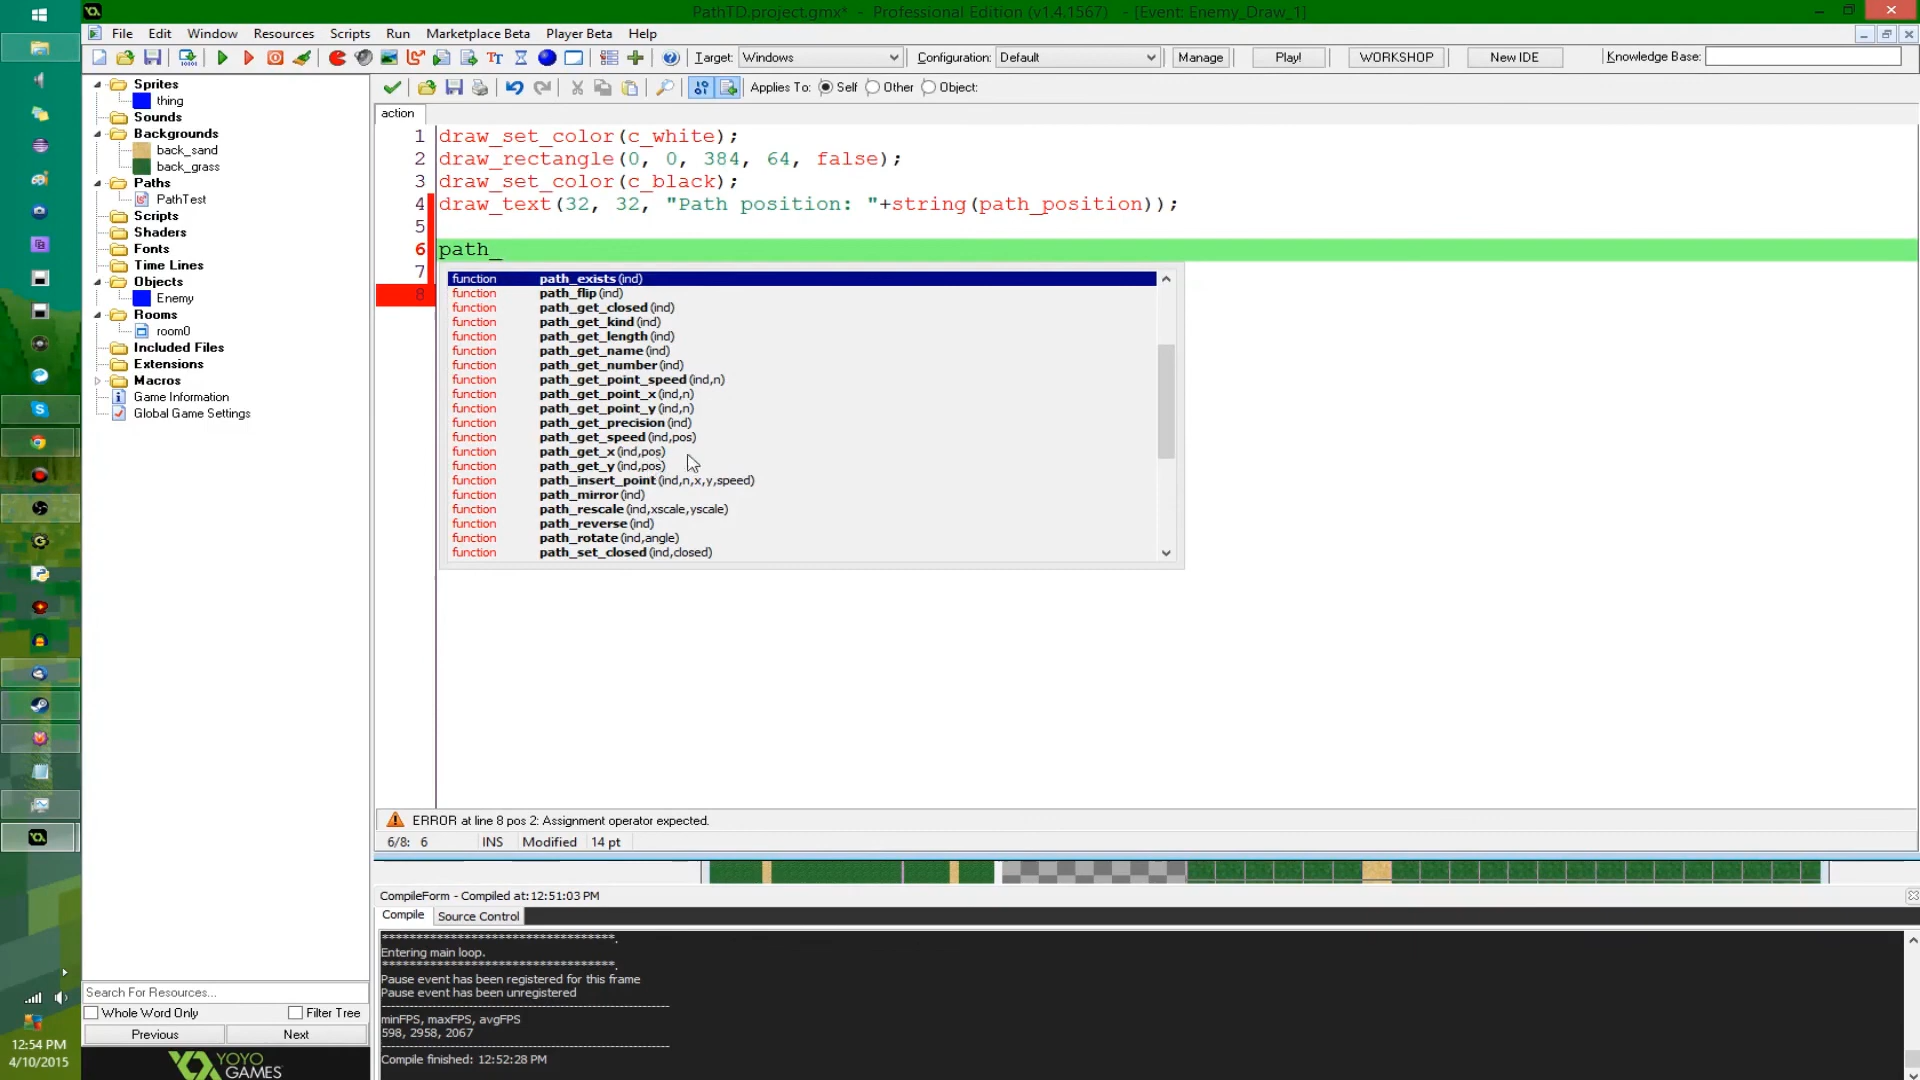 PathTD.project.gmx* - Professional Edition (v1.4.1567) - [Event: Enemy_Draw_1]
File Edit Window Resources Scripts Run Marketplace Beta Player Beta Help
Target: Windows Configuration: Default Manage Play! WORKSHOP New IDE Knowledge Base:
Applies To: Self Other Object:
action
Sprites
thing
Sounds
Backgrounds
back_sand
back_grass
Paths
PathTest
Scripts
Shaders
Fonts
Time Lines
Objects
Enemy
Rooms
room0
Included Files
Extensions
Macros
Game Information
Global Game Settings
1 draw_set_color(c_white);
2 draw_rectangle(0, 0, 384, 64, false);
3 draw_set_color(c_black);
4 draw_text(32, 32, "Path position: "+string(path_position));
5
6 path_
7
8
function path_exists(ind)
function path_flip(ind)
function path_get_closed(ind)
function path_get_kind(ind)
function path_get_length(ind)
function path_get_name(ind)
function path_get_number(ind)
function path_get_point_speed(ind,n)
function path_get_point_x(ind,n)
function path_get_point_y(ind,n)
function path_get_precision(ind)
function path_get_speed(ind,pos)
function path_get_x(ind,pos)
function path_get_y(ind,pos)
function path_insert_point(ind,n,x,y,speed)
function path_mirror(ind)
function path_rescale(ind,xscale,yscale)
function path_reverse(ind)
function path_rotate(ind,angle)
function path_set_closed(ind,closed)
ERROR at line 8 pos 2: Assignment operator expected.
6/8: 6 INS Modified 14 pt
CompileForm - Compiled at:12:51:03 PM
Compile Source Control
***********************************.
Entering main loop.
***********************************.
Pause event has been registered for this frame
Pause event has been unregistered
minFPS, maxFPS, avgFPS
598, 2958, 2067
Compile finished: 12:52:28 PM
Search For Resources...
Whole Word Only Filter Tree
Previous Next
YOYO
GAMES
12:54 PM
4/10/2015